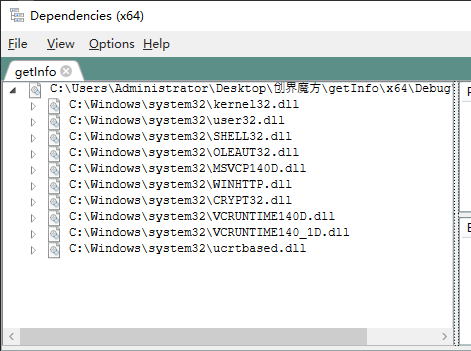 Dependencies (x64)
File View Options Help
getInfo
C:\Users\Administrator\Desktop\创界魔方\getInfo\x64\Debug
C:\Windows\system32\kernel32.dll
C:\Windows\system32\user32.dll
C:\Windows\system32\SHELL32.dll
C:\Windows\system32\OLEAUT32.dll
C:\Windows\system32\MSVCP140D.dll
C:\Windows\system32\WINHTTP.dll
C:\Windows\system32\CRYPT32.dll
C:\Windows\system32\VCRUNTIME140D.dll
C:\Windows\system32\VCRUNTIME140_1D.dll
C:\Windows\system32\ucrtbased.dll